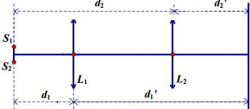 d₂ d₂'
S₁
S₂
L₁ L₂
d₁ d₁'